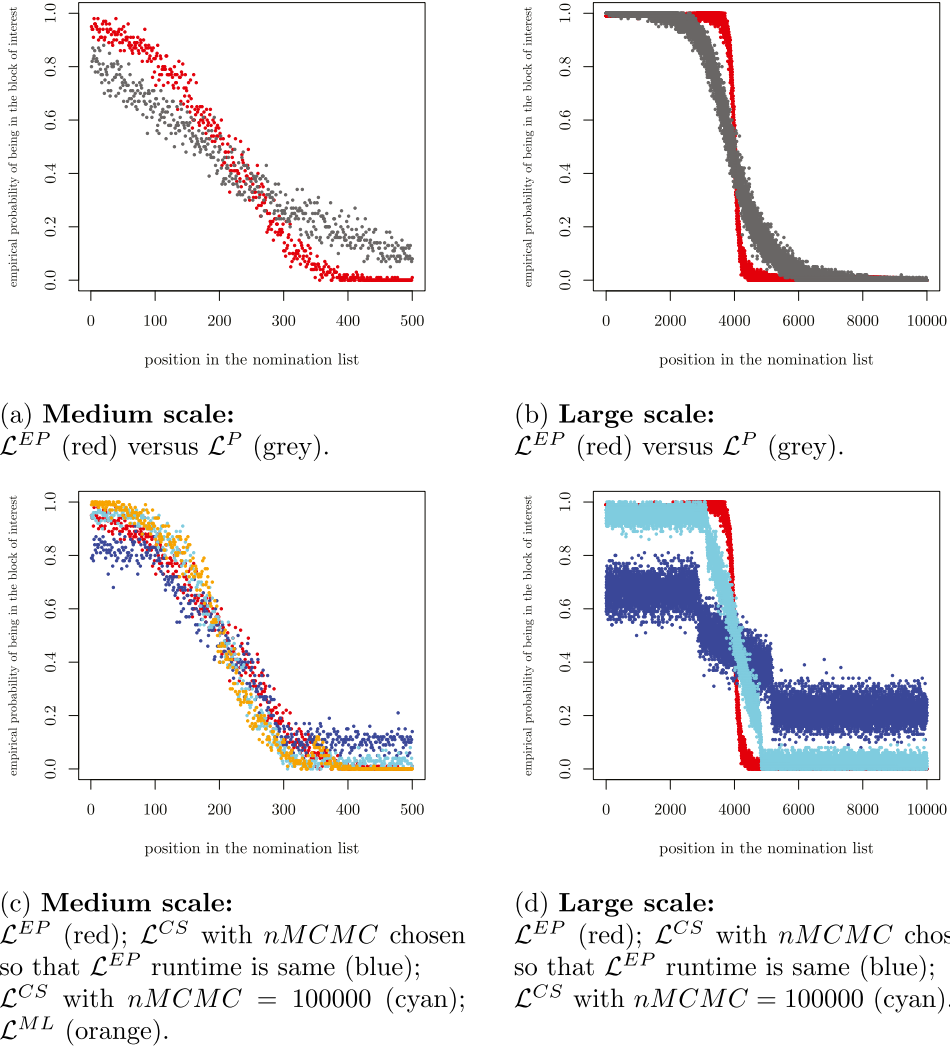 empirical probability of being in the block of interest
0.0 0.2 0.4 0.6 0.8 1.0
0 100 200 300 400 500
position in the nomination list
(a) Medium scale:
𝓛^{EP} (red) versus 𝓛^{P} (grey).
empirical probability of being in the block of interest
0.0 0.2 0.4 0.6 0.8 1.0
0 2000 4000 6000 8000 10000
position in the nomination list
(b) Large scale:
𝓛^{EP} (red) versus 𝓛^{P} (grey).
empirical probability of being in the block of interest
0.0 0.2 0.4 0.6 0.8 1.0
0 100 200 300 400 500
position in the nomination list
(c) Medium scale:
𝓛^{EP} (red); 𝓛^{CS} with nMCMC chosen
so that 𝓛^{EP} runtime is same (blue);
𝓛^{CS} with nMCMC = 100000 (cyan);
𝓛^{ML} (orange).
empirical probability of being in the block of interest
0.0 0.2 0.4 0.6 0.8 1.0
0 2000 4000 6000 8000 10000
position in the nomination list
(d) Large scale:
𝓛^{EP} (red); 𝓛^{CS} with nMCMC chos
so that 𝓛^{EP} runtime is same (blue);
𝓛^{CS} with nMCMC = 100000 (cyan).